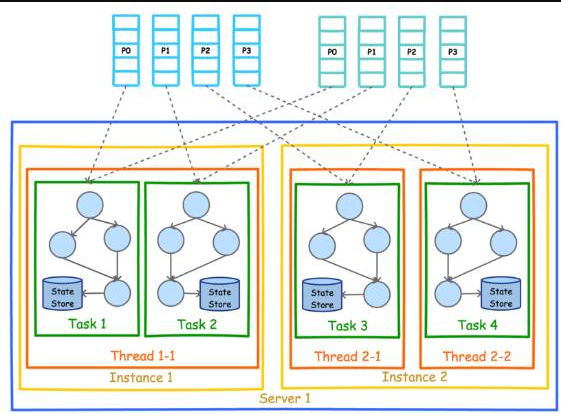 P0 P1 P2 P3 P0 P1 P2 P3
State Store
State Store
State Store
State Store
Task 1 Task 2 Task 3 Task 4
Thread 1-1 Thread 2-1 Thread 2-2
Instance 1 Instance 2
Server 1